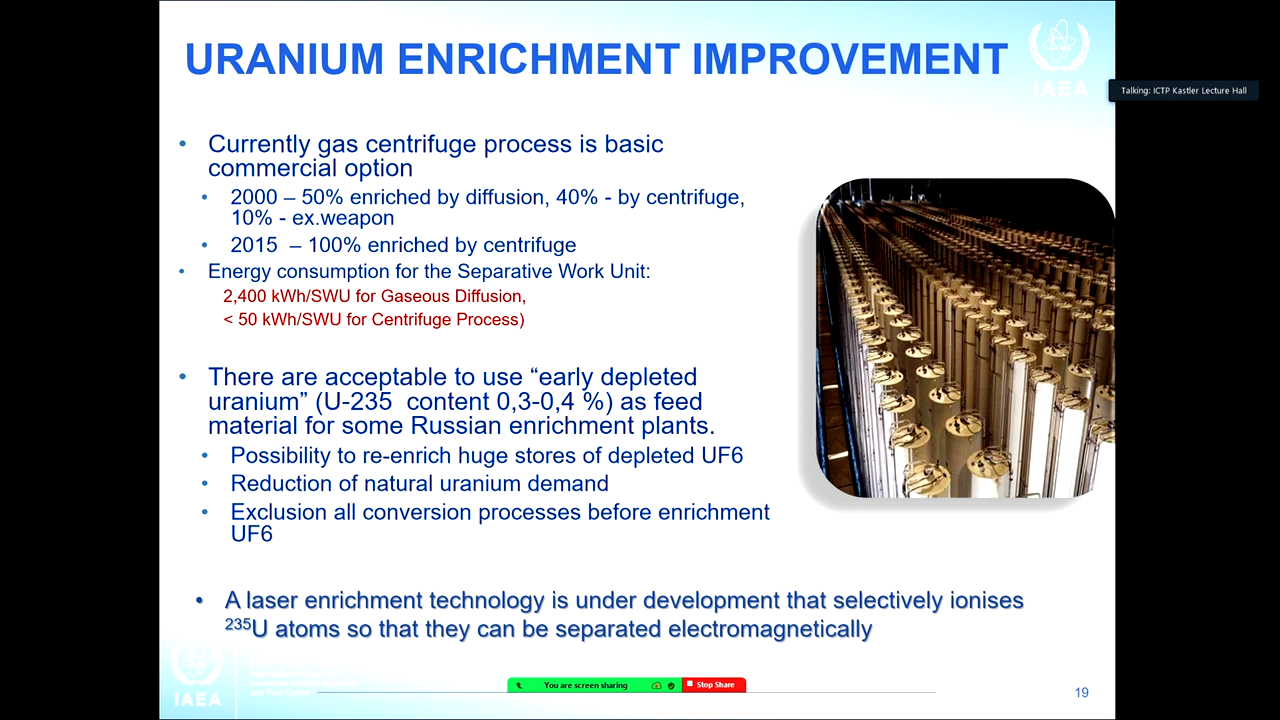 URANIUM ENRICHMENT IMPROVEMENT
IAEA
Talking: ICTP Kastler Lecture Hall
• Currently gas centrifuge process is basic
commercial option
• 2000 – 50% enriched by diffusion, 40% - by centrifuge,
10% - ex.weapon
• 2015 – 100% enriched by centrifuge
• Energy consumption for the Separative Work Unit:
2,400 kWh/SWU for Gaseous Diffusion,
< 50 kWh/SWU for Centrifuge Process)
• There are acceptable to use “early depleted
uranium” (U-235 content 0,3-0,4 %) as feed
material for some Russian enrichment plants.
• Possibility to re-enrich huge stores of depleted UF6
• Reduction of natural uranium demand
• Exclusion all conversion processes before enrichment
UF6
• A laser enrichment technology is under development that selectively ionises
²³⁵U atoms so that they can be separated electromagnetically
IAEA
You are screen sharing
Stop Share
19